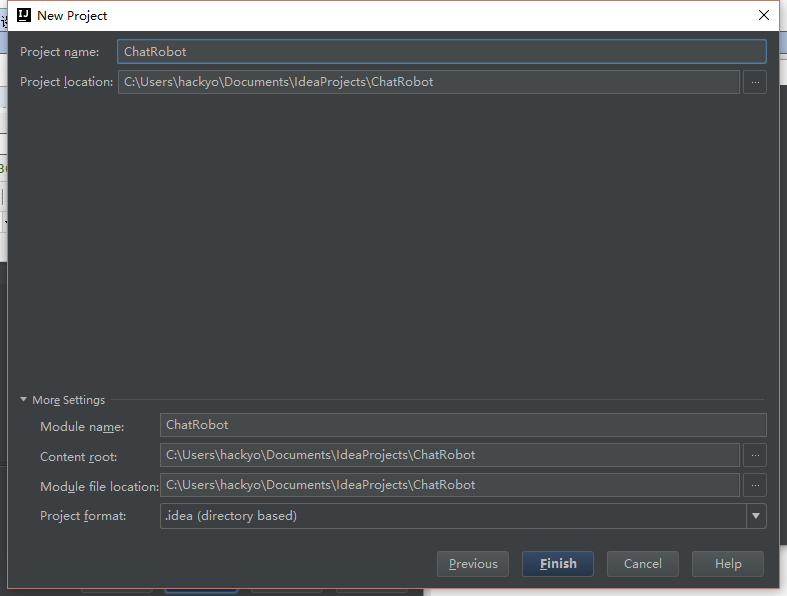 New Project
Project name: ChatRobot
Project location: C:\Users\hackyo\Documents\IdeaProjects\ChatRobot ...
More Settings
Module name: ChatRobot
Content root: C:\Users\hackyo\Documents\IdeaProjects\ChatRobot ...
Module file location: C:\Users\hackyo\Documents\IdeaProjects\ChatRobot ...
Project format: .idea (directory based)
Previous Finish Cancel Help